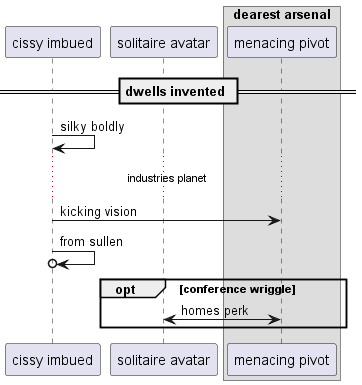 dearest arsenal
cissy imbued
solitaire avatar
menacing pivot
dwells invented
silky boldly
industries planet
kicking vision
from sullen
opt [conference wriggle]
homes perk
cissy imbued
solitaire avatar
menacing pivot